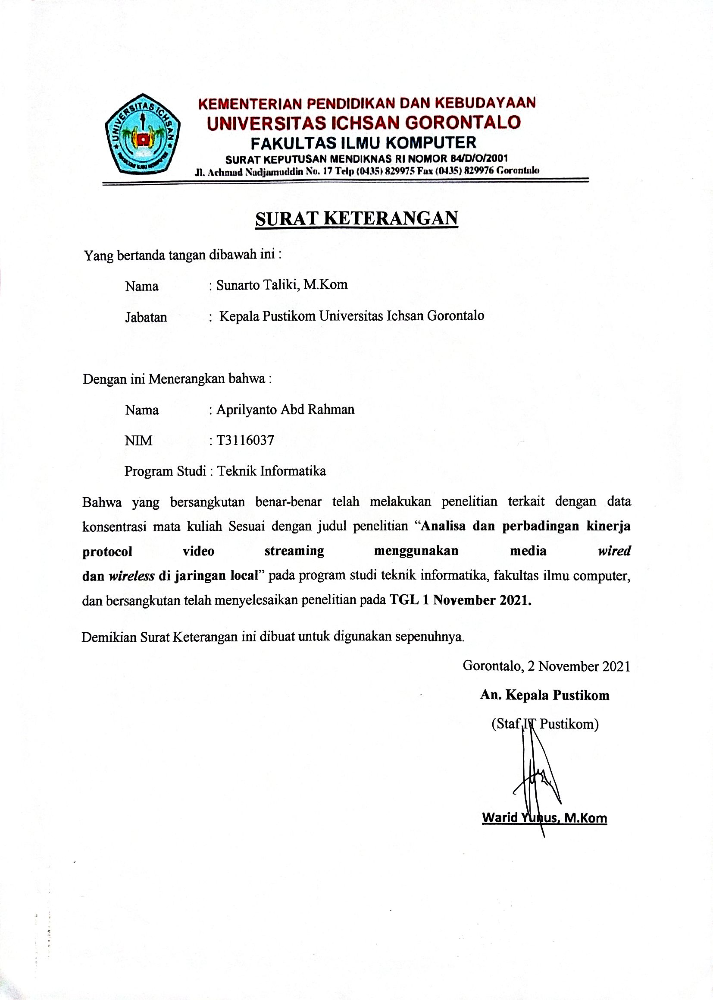 UNIVERSITAS ICHSAN
FAKULTAS ILMU KOMPUTER
KEMENTERIAN PENDIDIKAN DAN KEBUDAYAAN
UNIVERSITAS ICHSAN GORONTALO
FAKULTAS ILMU KOMPUTER
SURAT KEPUTUSAN MENDIKNAS RI NOMOR 84/D/O/2001
Jl. Achmad Nadjamuddin No. 17 Telp (0435) 829975 Fax (0435) 829976 Gorontalo
SURAT KETERANGAN
Yang bertanda tangan dibawah ini :
Nama : Sunarto Taliki, M.Kom
Jabatan : Kepala Pustikom Universitas Ichsan Gorontalo
Dengan ini Menerangkan bahwa :
Nama : Aprilyanto Abd Rahman
NIM : T3116037
Program Studi : Teknik Informatika
Bahwa yang bersangkutan benar-benar telah melakukan penelitian terkait dengan data
konsentrasi mata kuliah Sesuai dengan judul penelitian “Analisa dan perbadingan kinerja
protocol video streaming menggunakan media wired
dan wireless di jaringan local” pada program studi teknik informatika, fakultas ilmu computer,
dan bersangkutan telah menyelesaikan penelitian pada TGL 1 November 2021.
Demikian Surat Keterangan ini dibuat untuk digunakan sepenuhnya.
Gorontalo, 2 November 2021
An. Kepala Pustikom
(Staf IT Pustikom)
Warid Yunus, M.Kom